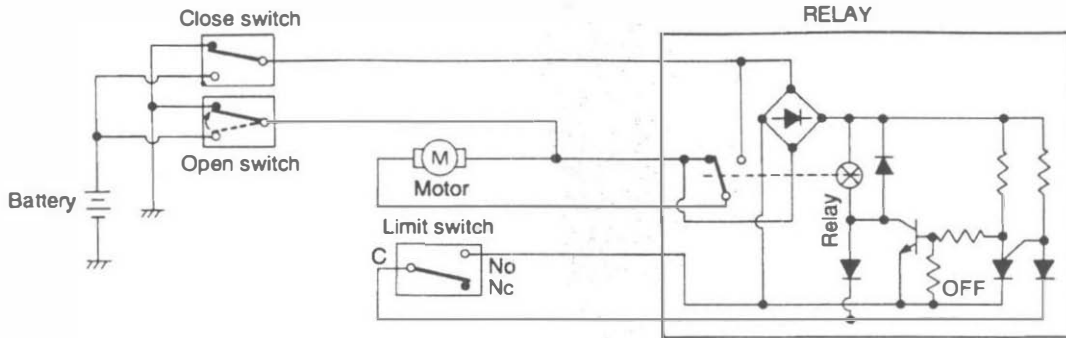 RELAY
Close switch
Open switch
M
Motor
Battery
Limit switch
C
No
Nc
Relay
OFF